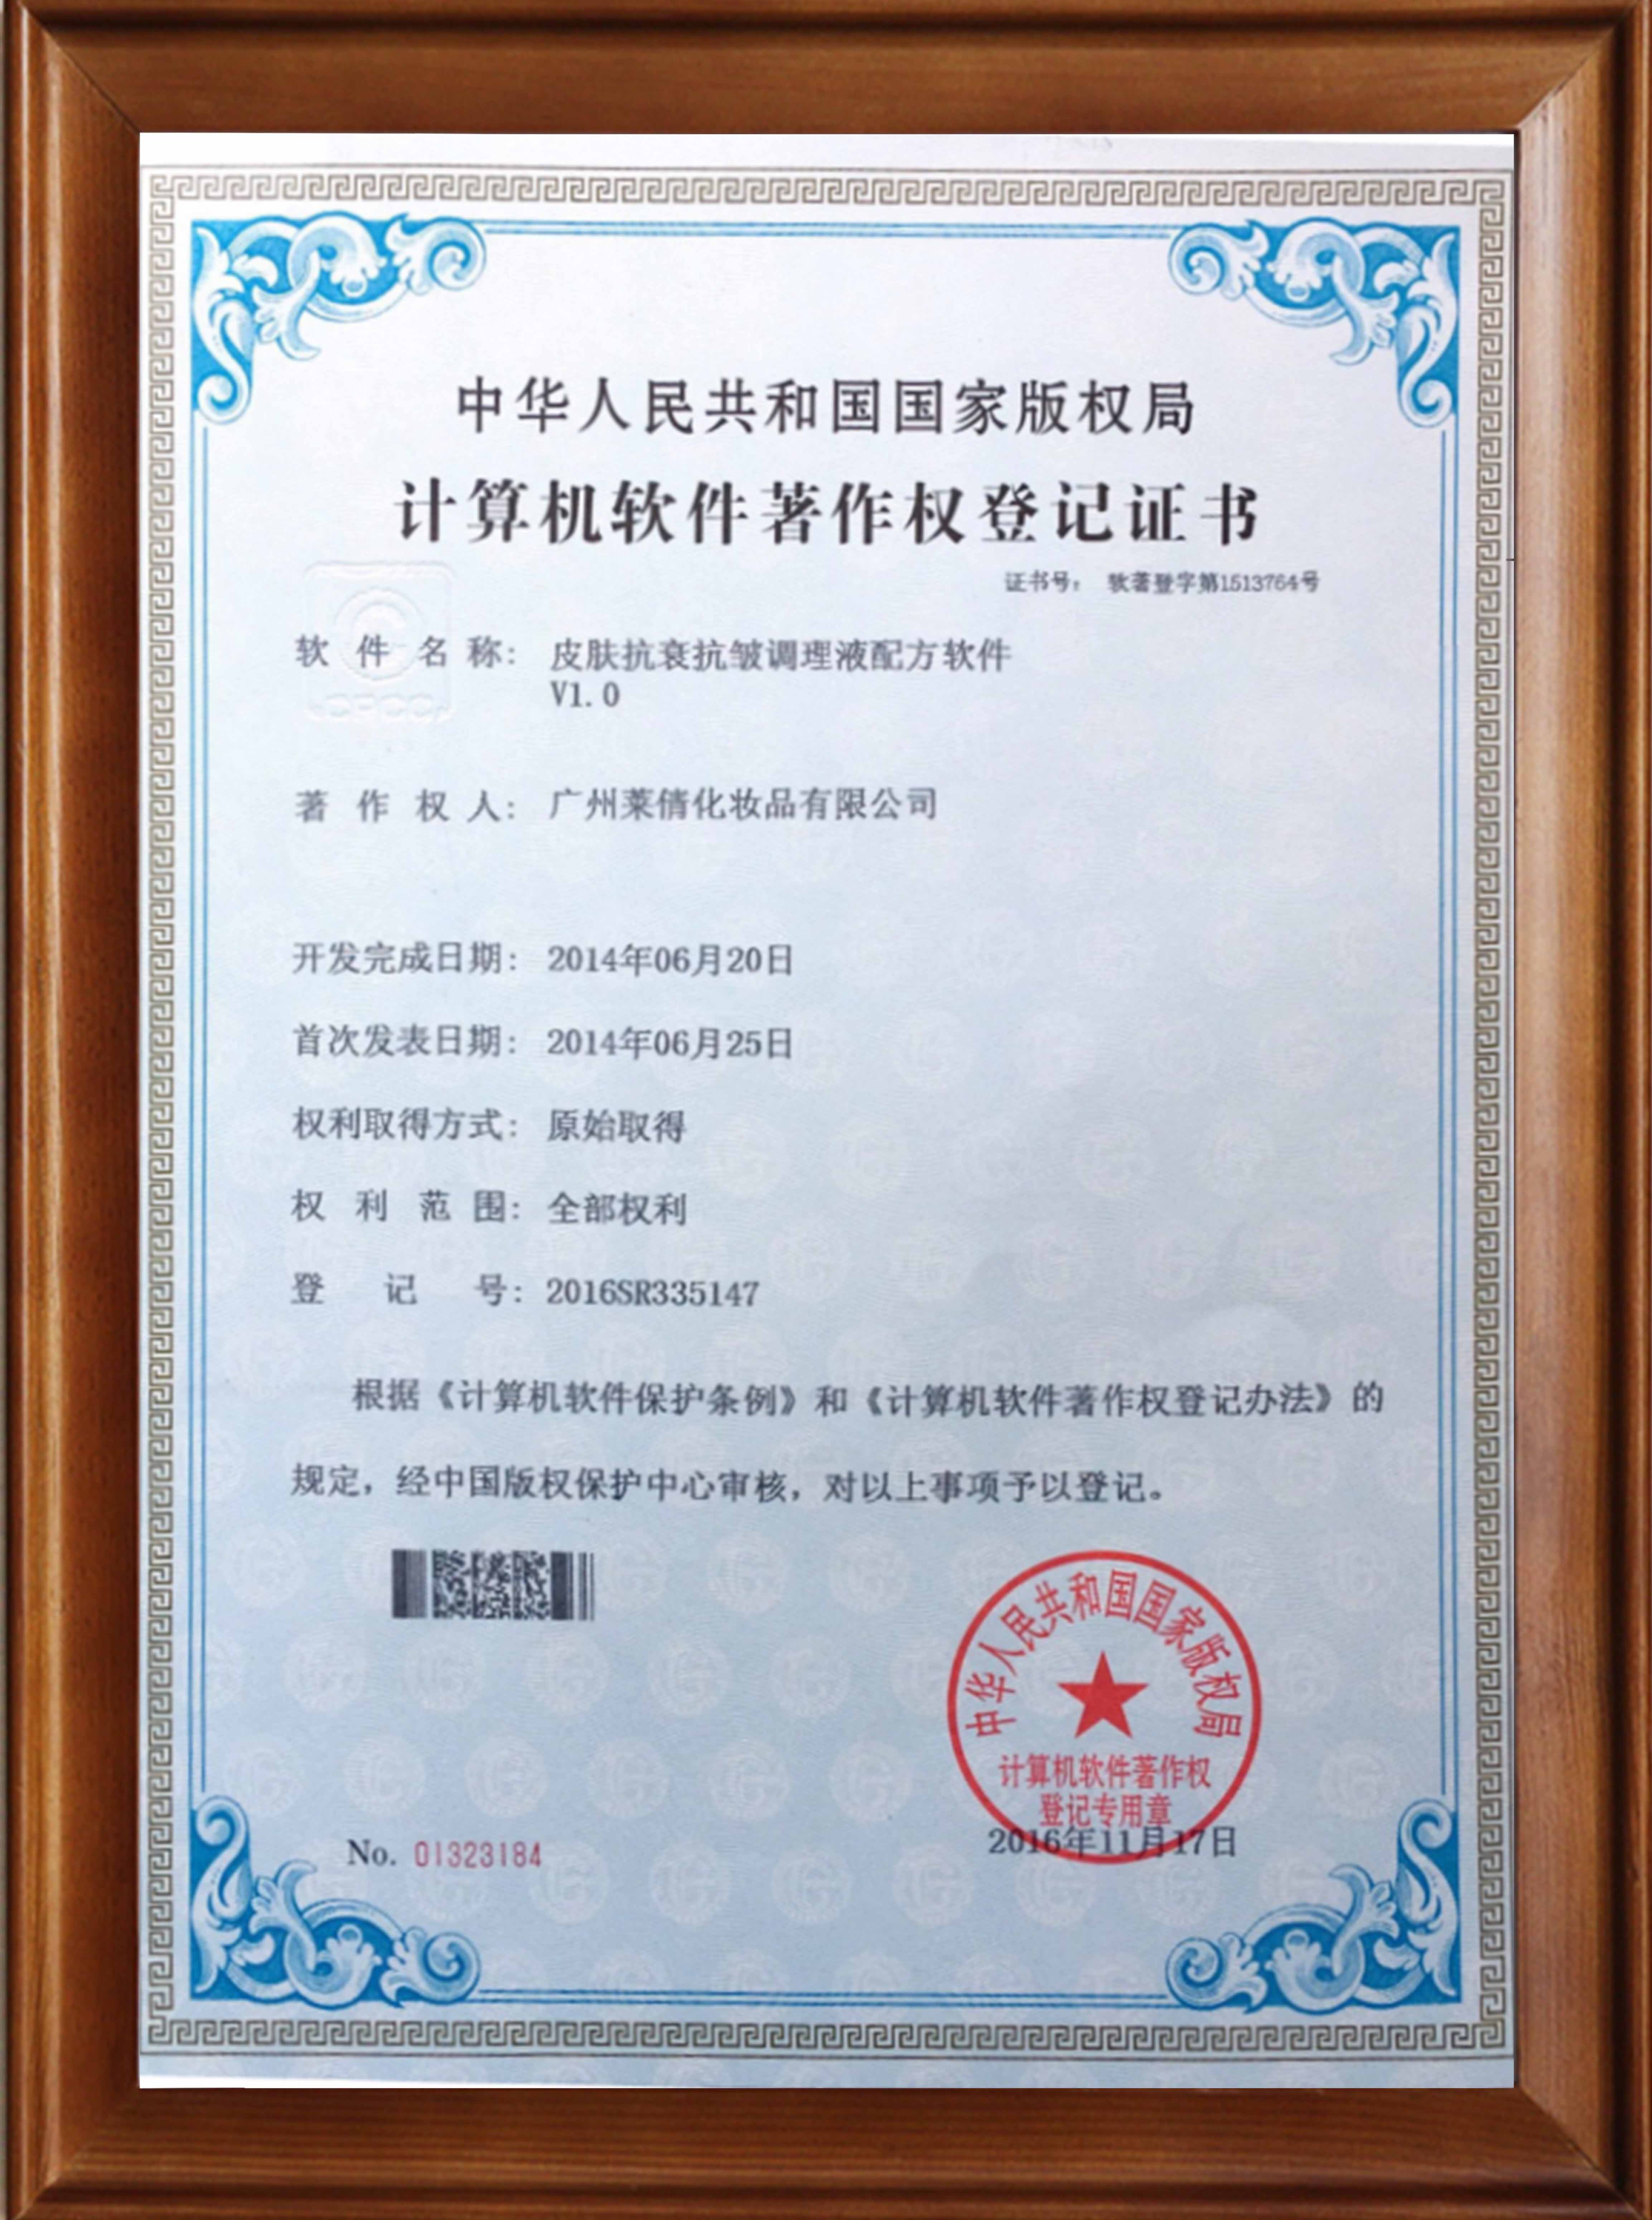 中华人民共和国国家版权局
计算机软件著作权登记证书
证书号： 软著登字第1513764号
软件名称： 皮肤抗衰抗皱调理液配方软件
V1.0
著作权人： 广州莱倩化妆品有限公司
开发完成日期： 2014年06月20日
首次发表日期： 2014年06月25日
权利取得方式： 原始取得
权利范围： 全部权利
登记号： 2016SR335147
根据《计算机软件保护条例》和《计算机软件著作权登记办法》的
规定，经中国版权保护中心审核，对以上事项予以登记。
中华人民共和国国家版权局
计算机软件著作权
登记专用章
No. 01323184
2016年11月17日